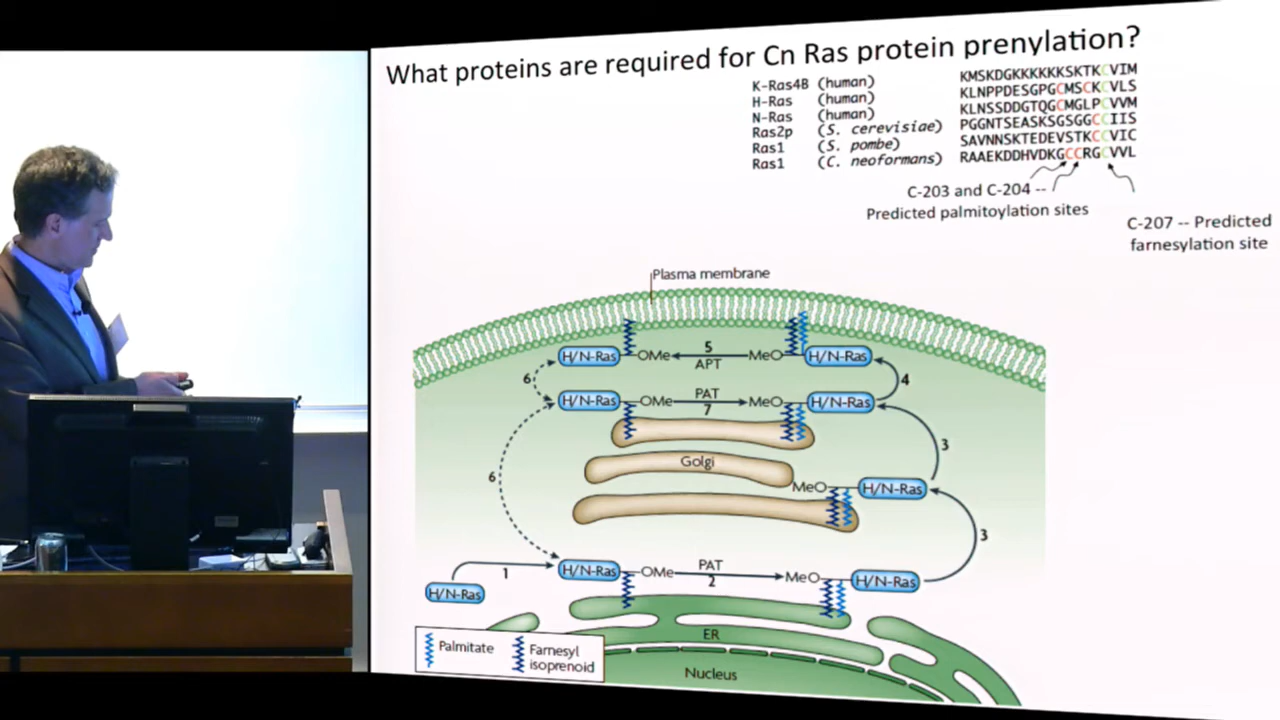 What proteins are required for Cn Ras protein prenylation?
K-Ras4B (human) KMSKDGKKKKKKSKTKCVIM
H-Ras (human) KLNPPDESGPGCMSCKCVLS
N-Ras (human) KLNSSDDGTQGCMGLPCVVM
Ras2p (S. cerevisiae) PGGNTSEASKSGSGGCCIIS
Ras1 (S. pombe) SAVNNSKTEDEVSTKCCVIC
Ras1 (C. neoformans) RAAEKDDHVDKGCCRGCVVL
C-203 and C-204 --
Predicted palmitoylation sites
C-207 -- Predicted
farnesylation site
Plasma membrane
H/N-Ras OMe 5 MeO H/N-Ras
APT
6 4
H/N-Ras OMe PAT MeO H/N-Ras
7
3
Golgi
6
MeO H/N-Ras
3
H/N-Ras OMe PAT MeO H/N-Ras
1 2
H/N-Ras
ER
Palmitate
Farnesyl
isoprenoid
Nucleus